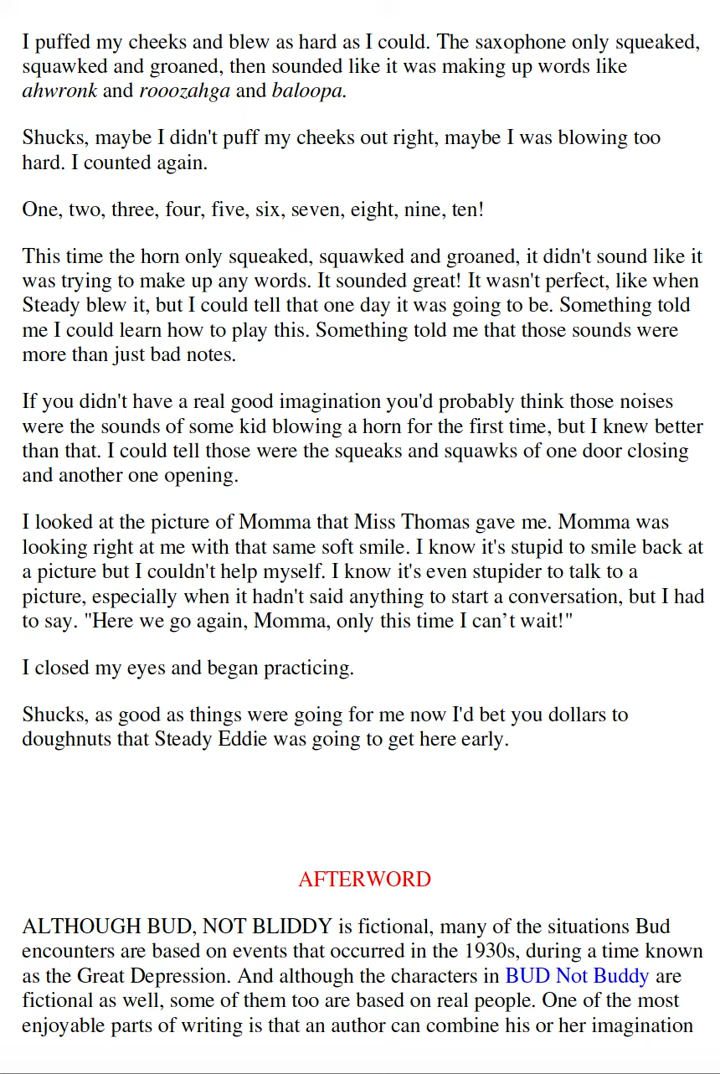 I puffed my cheeks and blew as hard as I could. The saxophone only squeaked,
squawked and groaned, then sounded like it was making up words like
ahwronk and rooozahga and baloopa.
Shucks, maybe I didn't puff my cheeks out right, maybe I was blowing too
hard. I counted again.
One, two, three, four, five, six, seven, eight, nine, ten!
This time the horn only squeaked, squawked and groaned, it didn't sound like it
was trying to make up any words. It sounded great! It wasn't perfect, like when
Steady blew it, but I could tell that one day it was going to be. Something told
me I could learn how to play this. Something told me that those sounds were
more than just bad notes.
If you didn't have a real good imagination you'd probably think those noises
were the sounds of some kid blowing a horn for the first time, but I knew better
than that. I could tell those were the squeaks and squawks of one door closing
and another one opening.
I looked at the picture of Momma that Miss Thomas gave me. Momma was
looking right at me with that same soft smile. I know it's stupid to smile back at
a picture but I couldn't help myself. I know it's even stupider to talk to a
picture, especially when it hadn't said anything to start a conversation, but I had
to say. "Here we go again, Momma, only this time I can’t wait!"
I closed my eyes and began practicing.
Shucks, as good as things were going for me now I'd bet you dollars to
doughnuts that Steady Eddie was going to get here early.
AFTERWORD
ALTHOUGH BUD, NOT BLIDDY is fictional, many of the situations Bud
encounters are based on events that occurred in the 1930s, during a time known
as the Great Depression. And although the characters in BUD Not Buddy are
fictional as well, some of them too are based on real people. One of the most
enjoyable parts of writing is that an author can combine his or her imagination